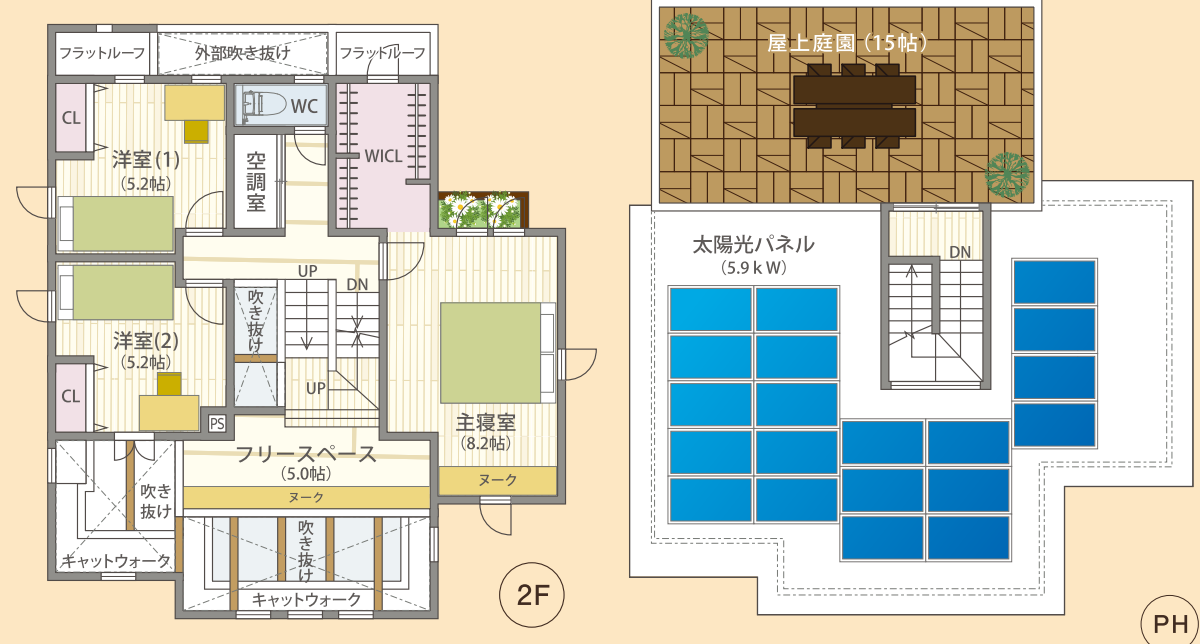 フラットルーフ
外部吹き抜け
フラットルーフ
CL
洋室(1)
(5.2帖)
WC
空調室
WICL
UP
DN
吹き抜け
UP
洋室(2)
(5.2帖)
CL
PS
主寝室
(8.2帖)
ヌーク
フリースペース
(5.0帖)
ヌーク
吹き
抜け
キャットウォーク
吹き抜け
キャットウォーク
2F
屋上庭園(15帖)
太陽光パネル
(5.9kW)
DN
PH